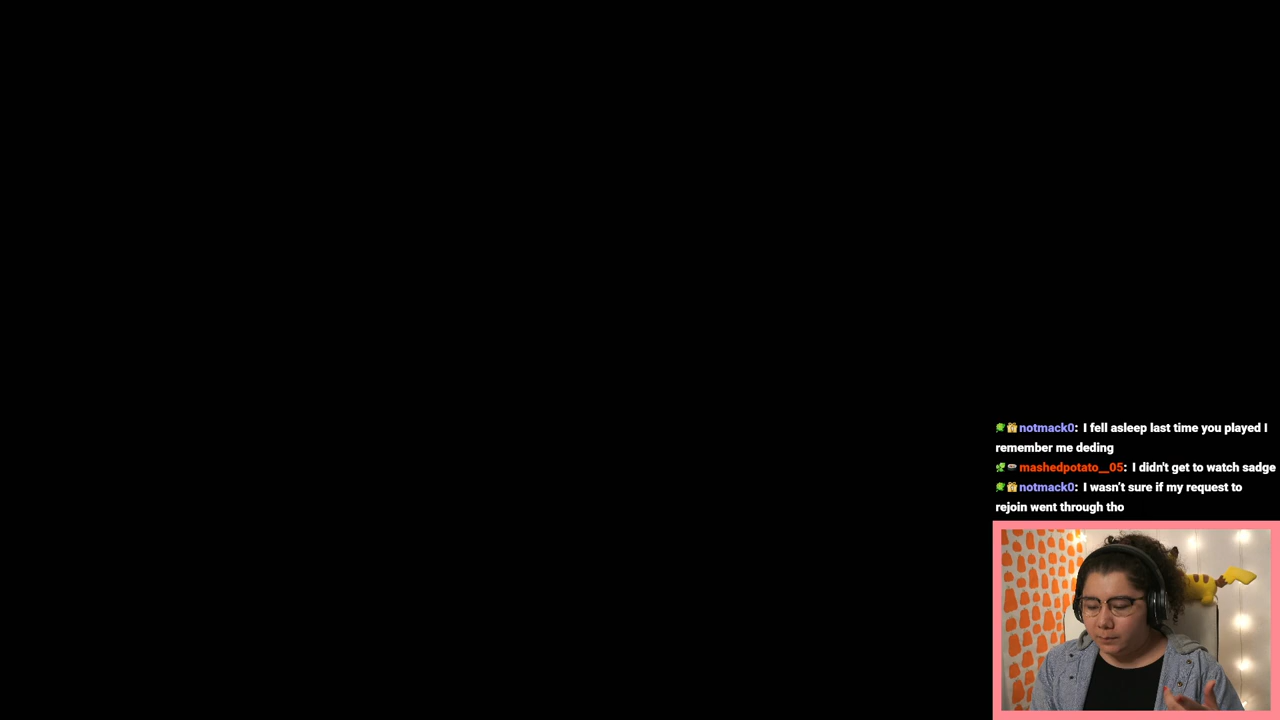 notmack0: I fell asleep last time you played I
remember me deding
mashedpotato__05: I didn't get to watch sadge
notmack0: I wasn't sure if my request to
rejoin went through tho